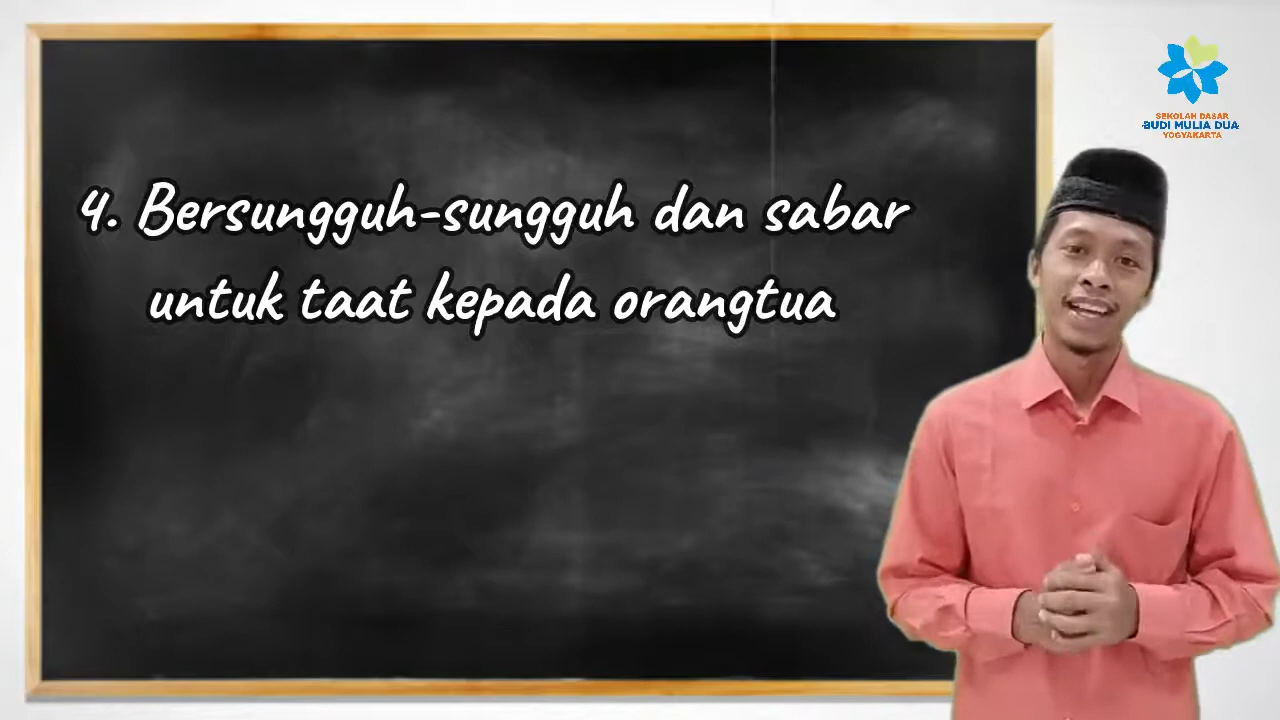 SEKOLAH DASAR
BUDI MULIA DUA
YOGYAKARTA
4. Bersungguh-sungguh dan sabar
untuk taat kepada orangtua